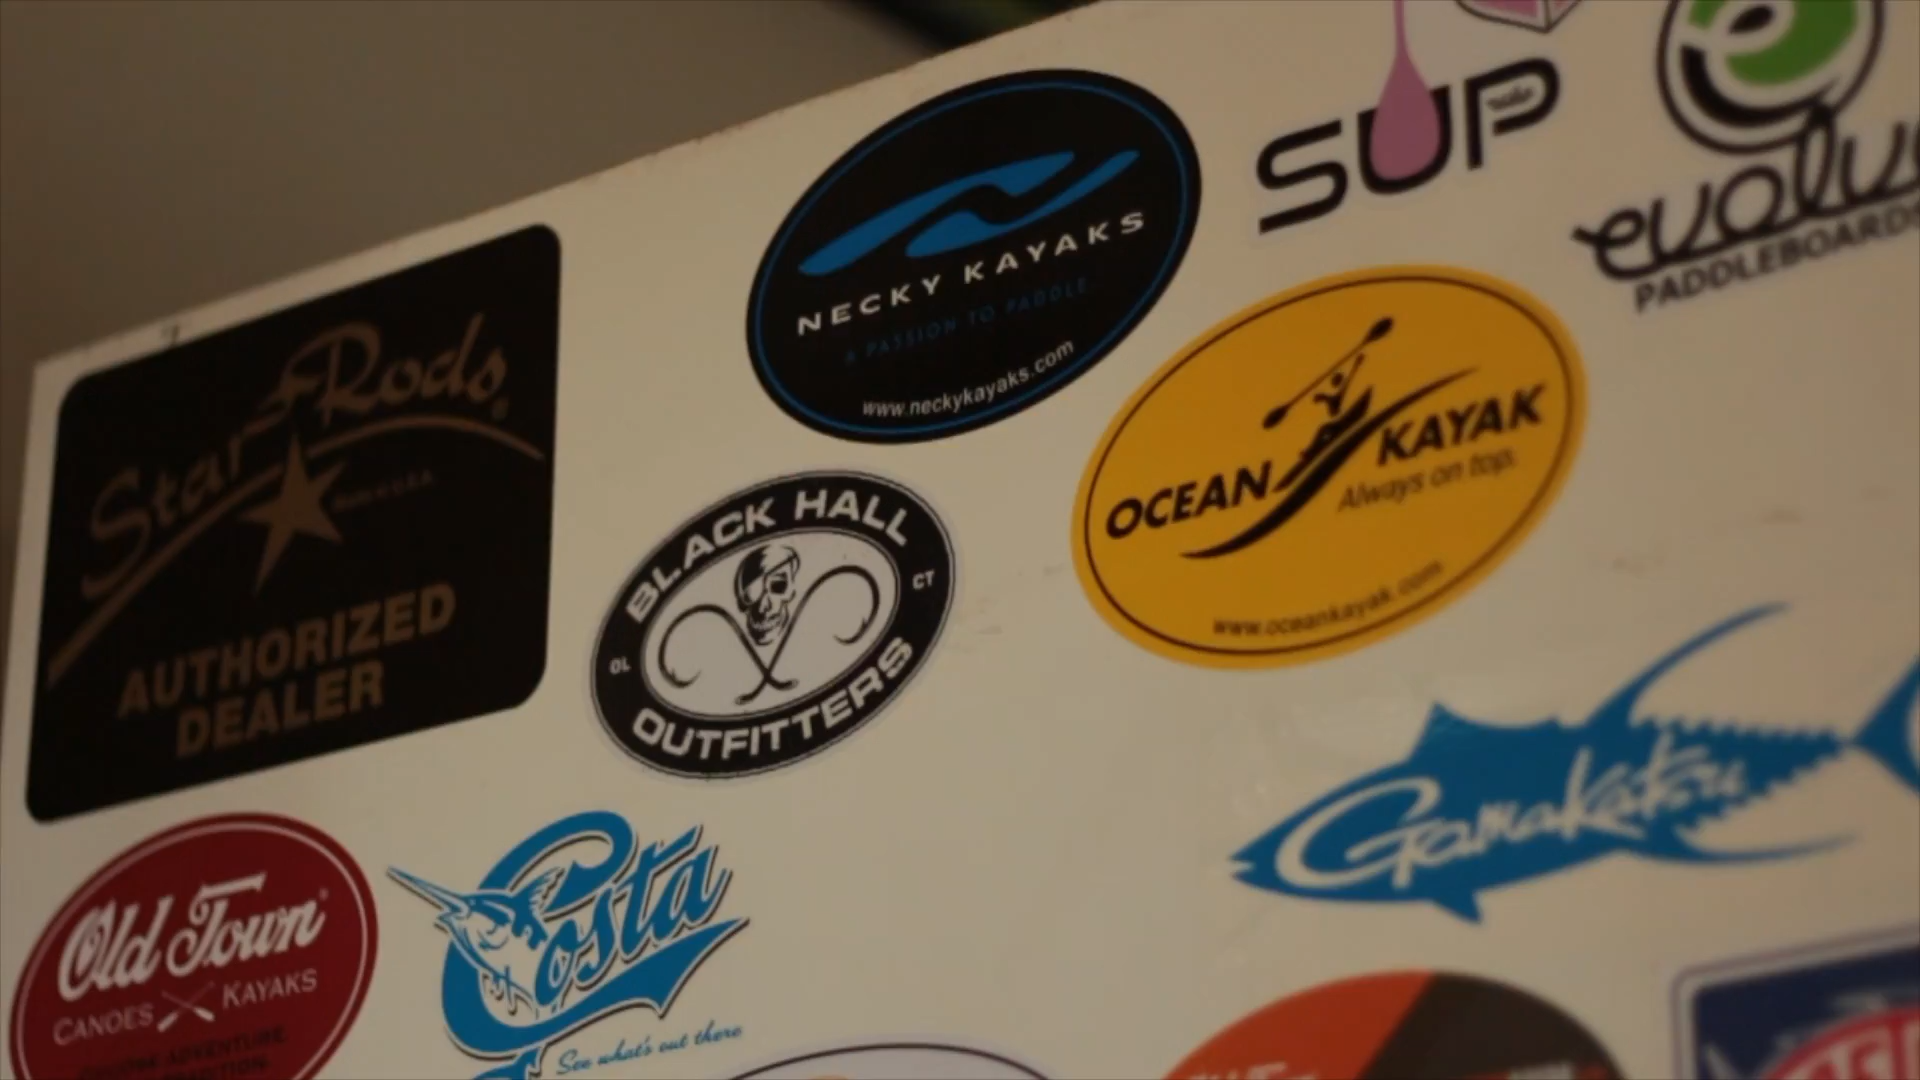 Star Rods
AUTHORIZED
DEALER
NECKY KAYAKS
A PASSION TO PADDLE
www.neckykayaks.com
SUP
evolve
PADDLEBOARDS
OCEAN KAYAK
Always on top.
www.oceankayak.com
BLACK HALL
OL CT
OUTFITTERS
Gamakatsu
Old Town
CANOES KAYAKS
Costa
See what's out there